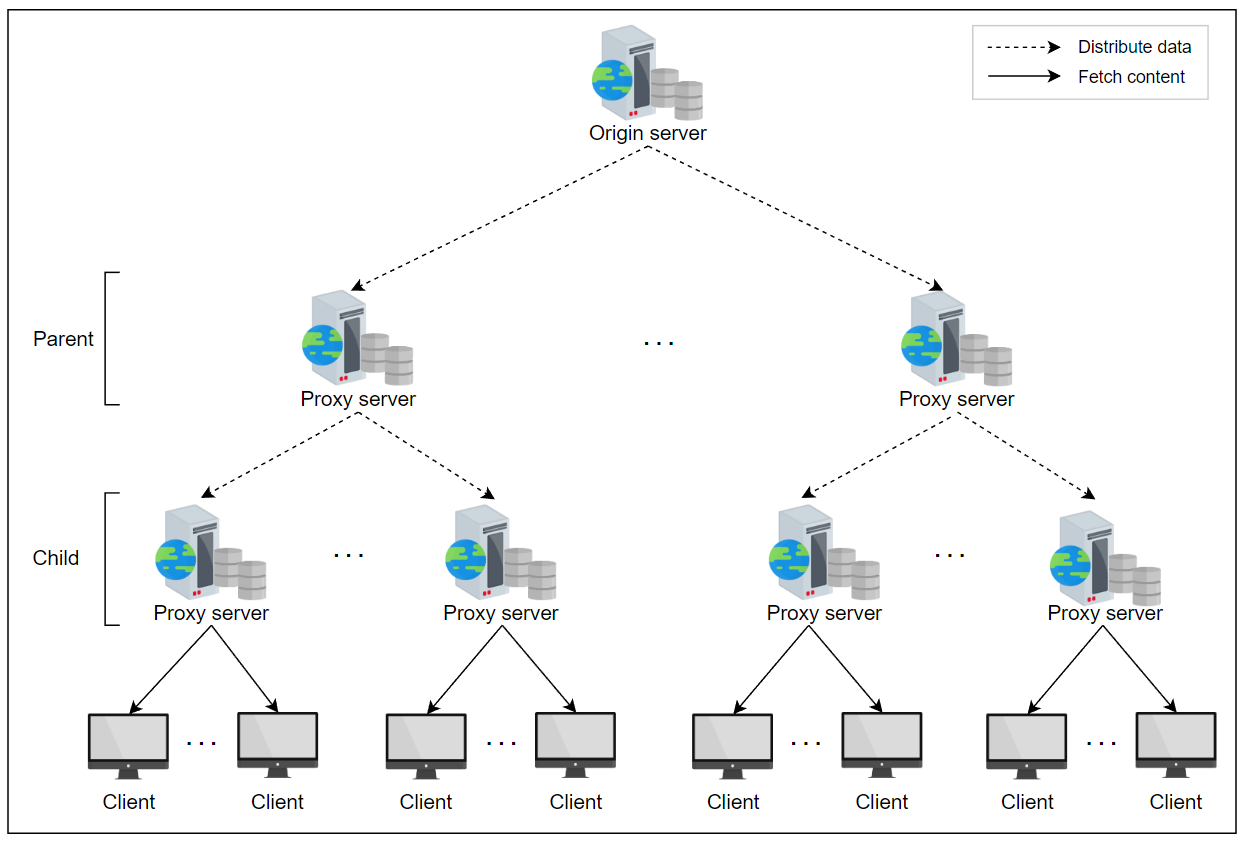 Distribute data
Fetch content
Origin server
Parent
. . .
Proxy server
Proxy server
Child
. . .
. . .
Proxy server
Proxy server
Proxy server
Proxy server
. . .
. . .
. . .
. . .
Client
Client
Client
Client
Client
Client
Client
Client